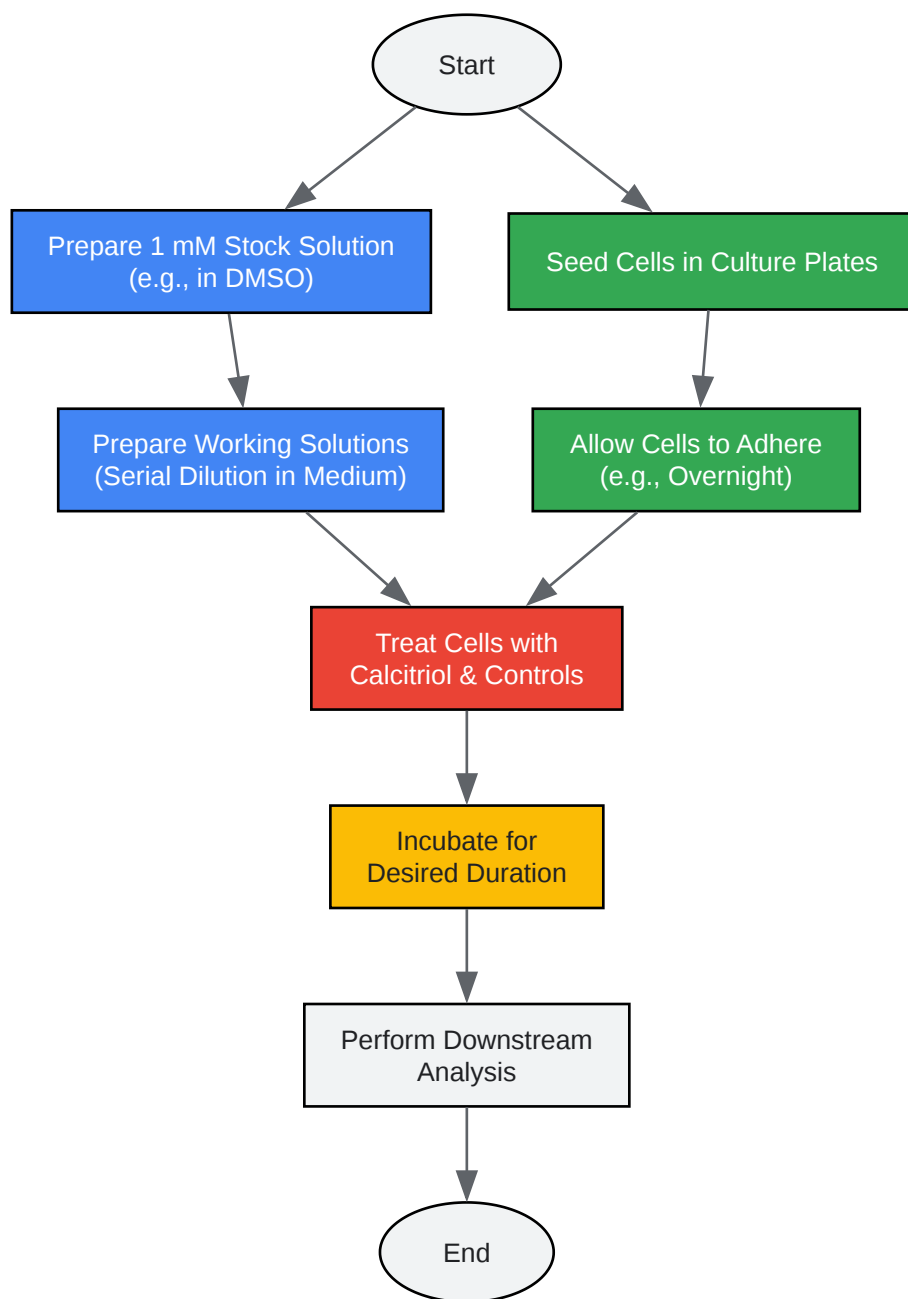 Start
Prepare 1 mM Stock Solution
(e.g., in DMSO)
Seed Cells in Culture Plates
Prepare Working Solutions
(Serial Dilution in Medium)
Allow Cells to Adhere
(e.g., Overnight)
Treat Cells with
Calcitriol & Controls
Incubate for
Desired Duration
Perform Downstream
Analysis
End